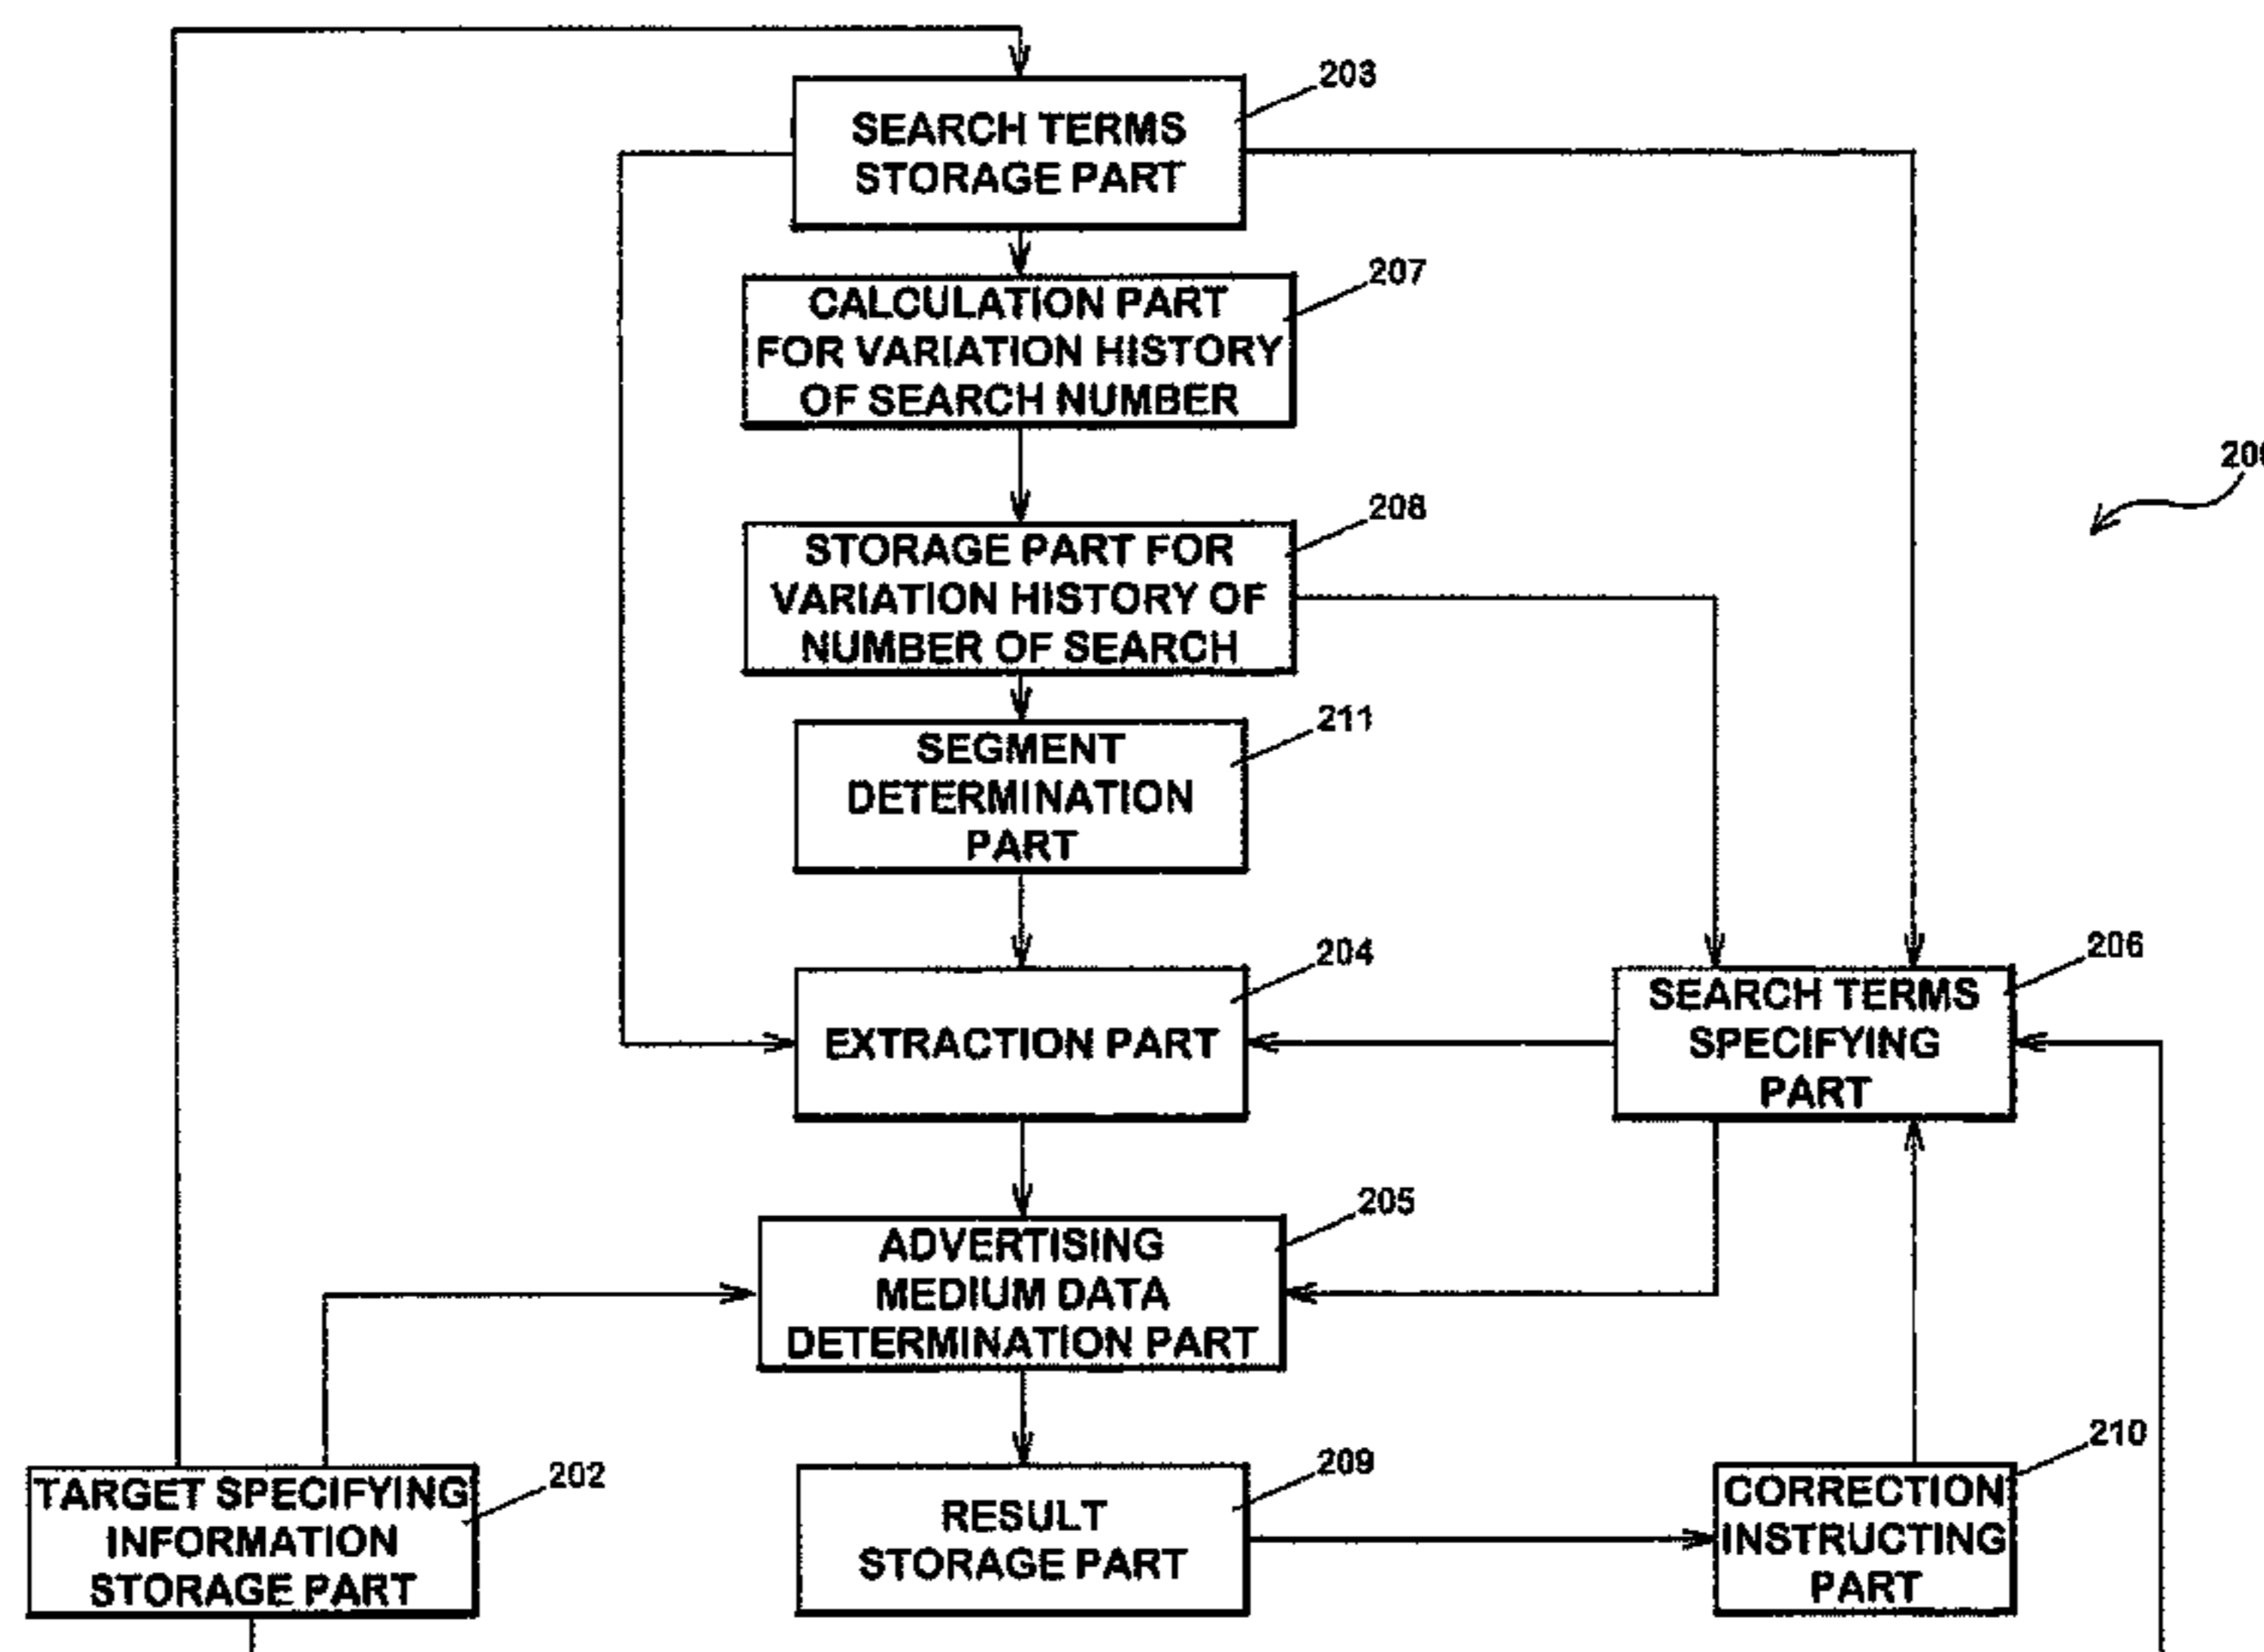 203
SEARCH TERMS
STORAGE PART
207
CALCULATION PART
FOR VARIATION HISTORY
OF SEARCH NUMBER
208
STORAGE PART FOR
VARIATION HISTORY OF
NUMBER OF SEARCH
211
SEGMENT
DETERMINATION
PART
204
EXTRACTION PART
206
SEARCH TERMS
SPECIFYING
PART
205
ADVERTISING
MEDIUM DATA
DETERMINATION PART
202
TARGET SPECIFYING
INFORMATION
STORAGE PART
209
RESULT
STORAGE PART
210
CORRECTION
INSTRUCTING
PART